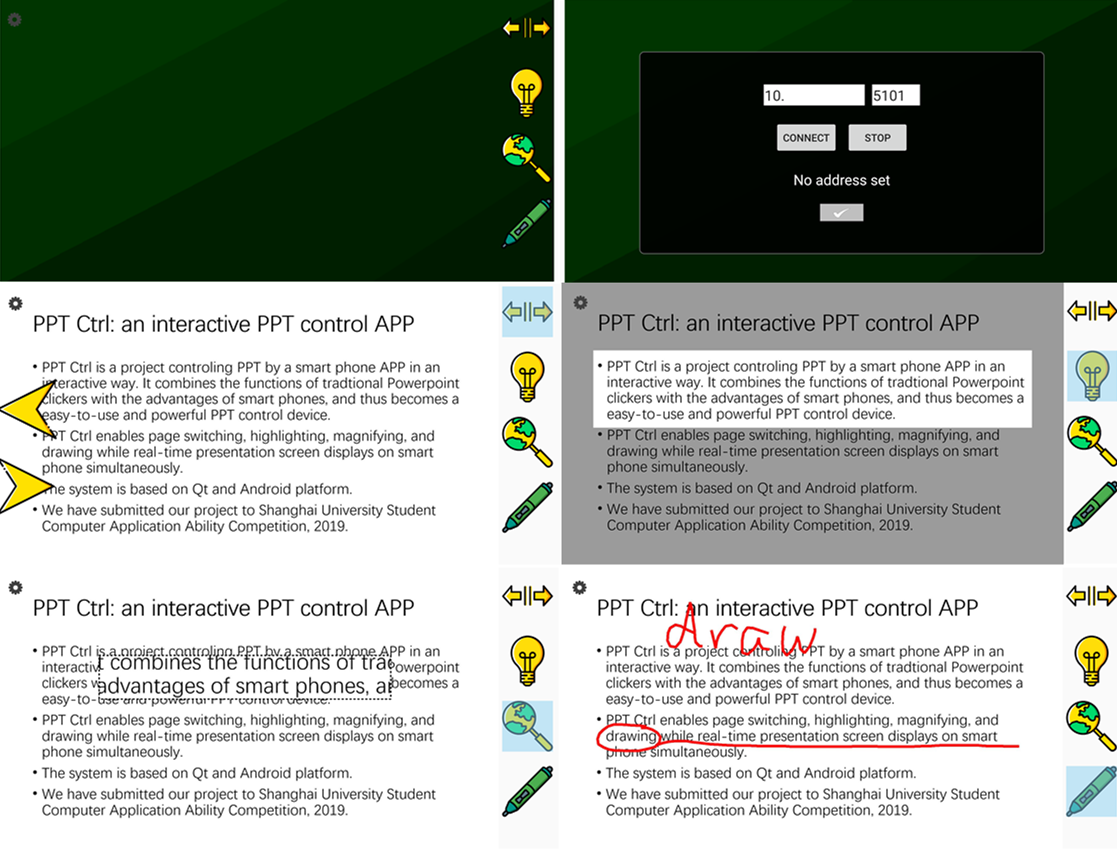 10.
5101
CONNECT
STOP
No address set
PPT Ctrl: an interactive PPT control APP
• PPT Ctrl is a project controling PPT by a smart phone APP in an
interactive way. It combines the functions of tradtional Powerpoint
clickers with the advantages of smart phones, and thus becomes a
easy-to-use and powerful PPT control device.
• PPT Ctrl enables page switching, highlighting, magnifying, and
drawing while real-time presentation screen displays on smart
phone simultaneously.
The system is based on Qt and Android platform.
• We have submitted our project to Shanghai University Student
Computer Application Ability Competition, 2019.
PPT Ctrl: an interactive PPT control APP
• PPT Ctrl is a project controling PPT by a smart phone APP in an
interactive way. It combines the functions of tradtional Powerpoint
clickers with the advantages of smart phones, and thus becomes a
easy-to-use and powerful PPT control device.
• PPT Ctrl enables page switching, highlighting, magnifying, and
drawing while real-time presentation screen displays on smart
phone simultaneously.
• The system is based on Qt and Android platform.
• We have submitted our project to Shanghai University Student
Computer Application Ability Competition, 2019.
PPT Ctrl: an interactive PPT control APP
• PPT Ctrl is a project controling PPT by a smart phone APP in an
interactiv t combines the functions of trad owerpoint
clickers w advantages of smart phones, a becomes a
easy-to-use and powerful PPT control device.
• PPT Ctrl enables page switching, highlighting, magnifying, and
drawing while real-time presentation screen displays on smart
phone simultaneously.
• The system is based on Qt and Android platform.
• We have submitted our project to Shanghai University Student
Computer Application Ability Competition, 2019.
PPT Ctrl: an interactive PPT control APP
draw
• PPT Ctrl is a project controling PPT by a smart phone APP in an
interactive way. It combines the functions of tradtional Powerpoint
clickers with the advantages of smart phones, and thus becomes a
easy-to-use and powerful PPT control device.
• PPT Ctrl enables page switching, highlighting, magnifying, and
drawing while real-time presentation screen displays on smart
phone simultaneously.
• The system is based on Qt and Android platform.
• We have submitted our project to Shanghai University Student
Computer Application Ability Competition, 2019.